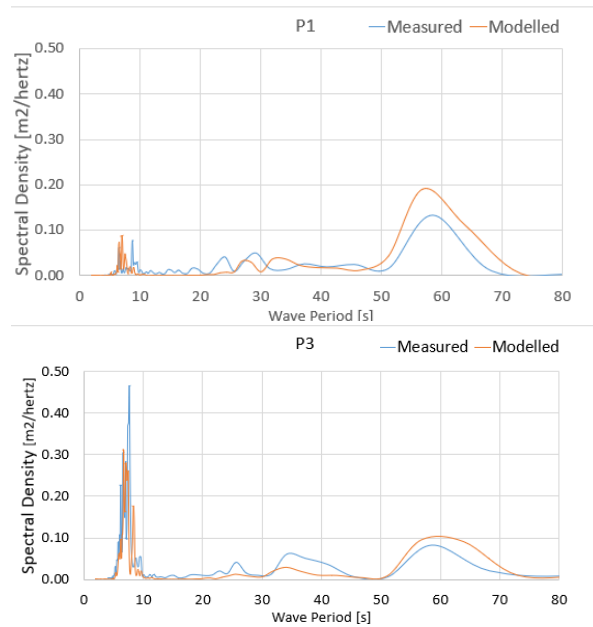 P1
Measured Modelled
Spectral Density [m2/hertz]
0.50
0.40
0.30
0.20
0.10
0.00
0 10 20 30 40 50 60 70 80
Wave Period [s]
P3
Measured Modelled
Spectral Density [m2/hertz]
0.50
0.40
0.30
0.20
0.10
0.00
0 10 20 30 40 50 60 70 80
Wave Period [s]